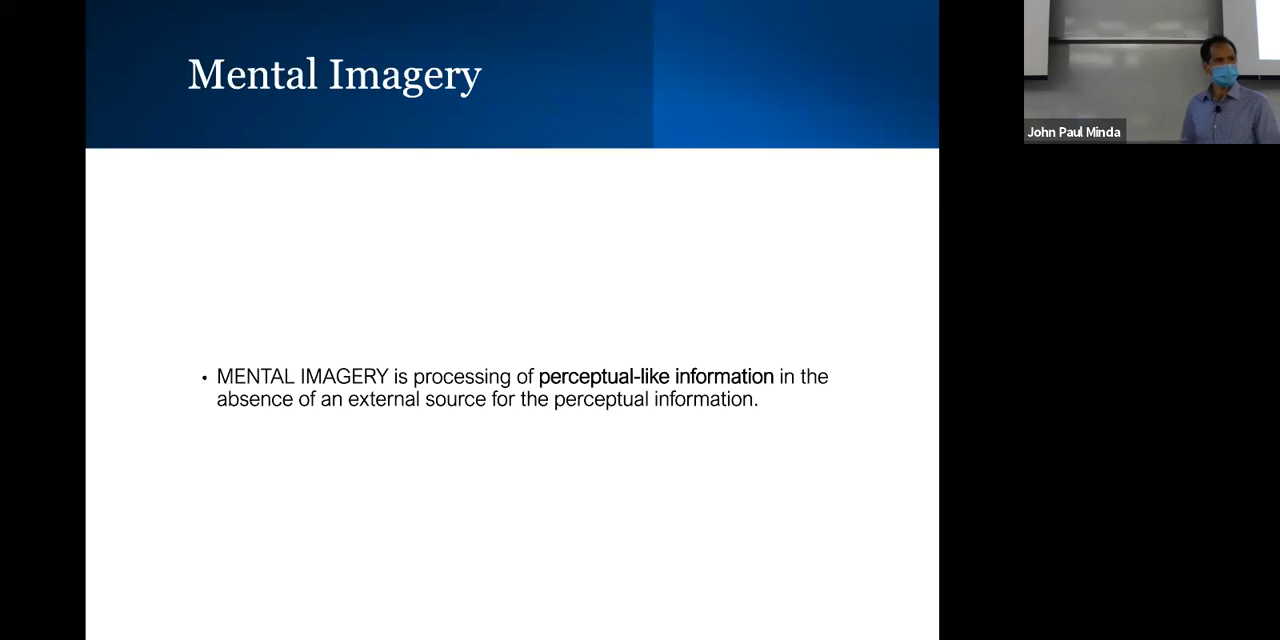 Mental Imagery
John Paul Minda
• MENTAL IMAGERY is processing of perceptual-like information in the
absence of an external source for the perceptual information.